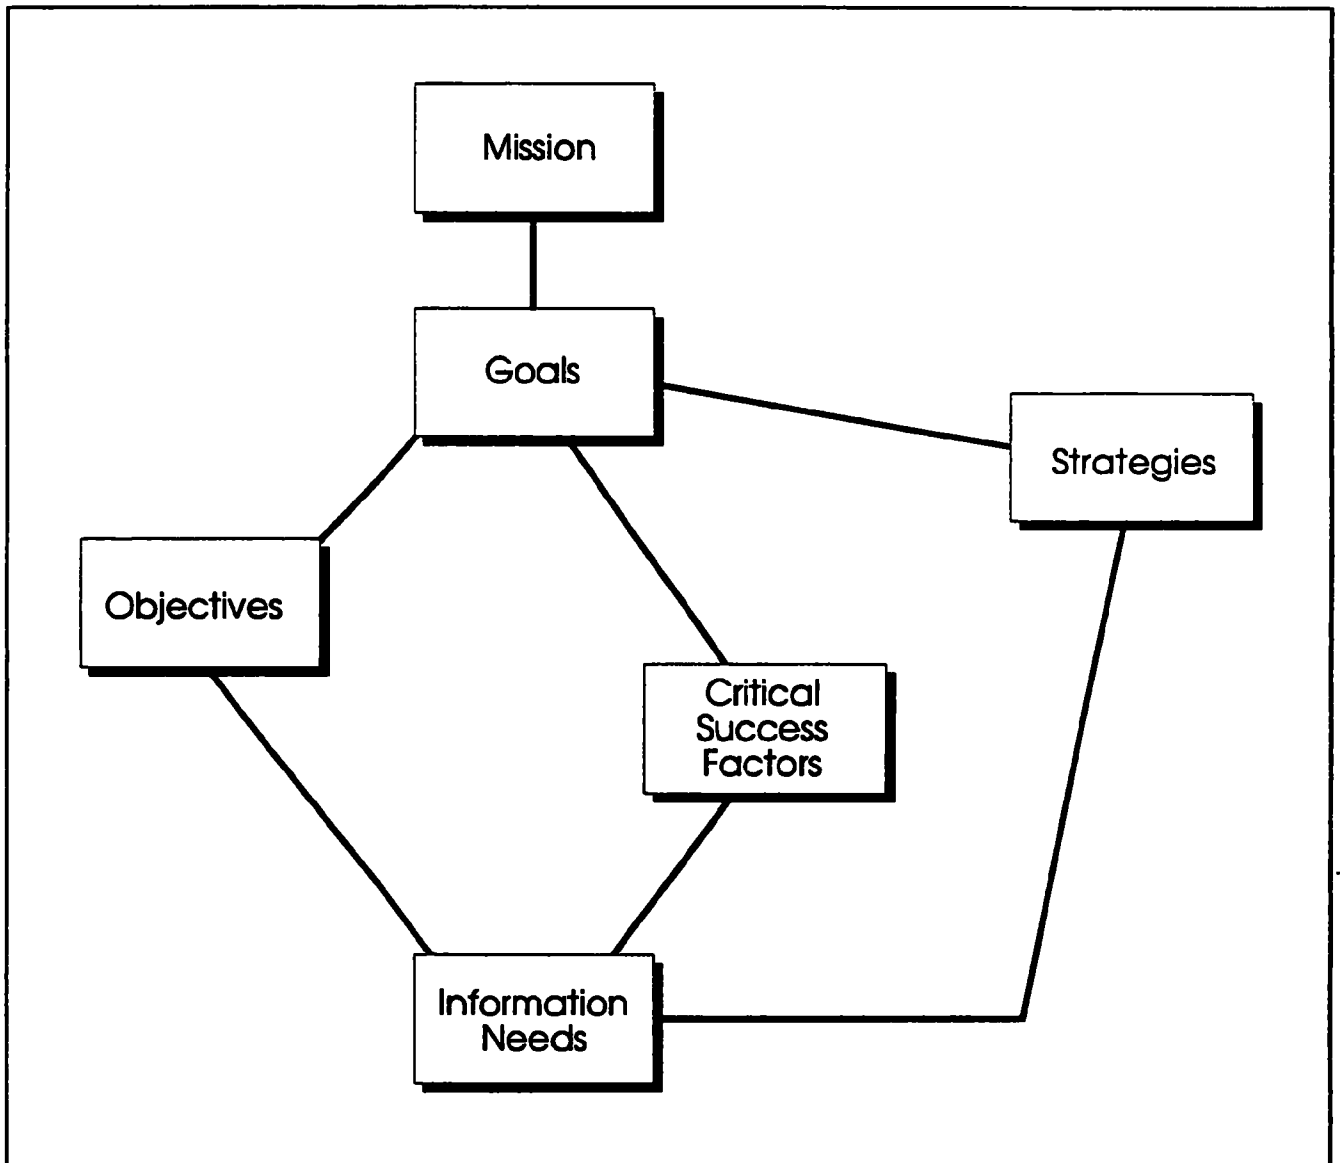 Mission
Goals
Strategies
Objectives
Critical
Success
Factors
Information
Needs